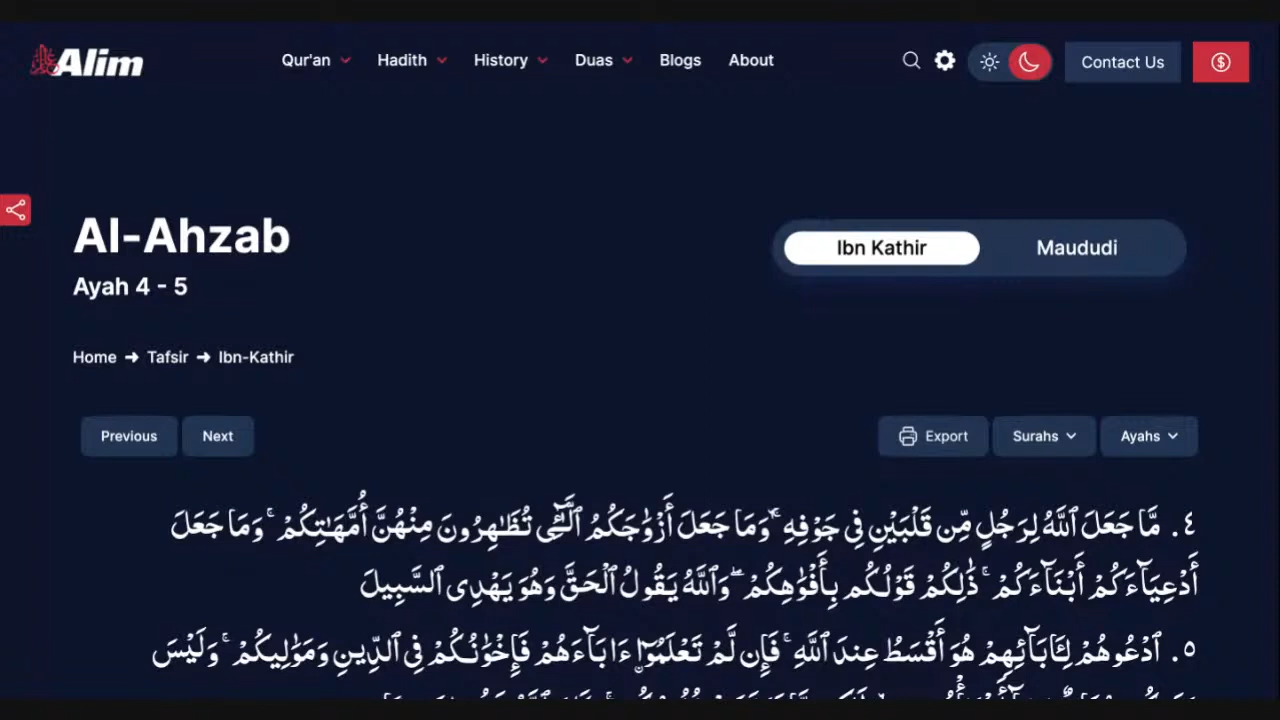 Alim
Qur'an
Hadith
History
Duas
Blogs
About
Contact Us
Al-Ahzab
Ayah 4 - 5
Ibn Kathir
Maududi
Home → Tafsir → Ibn-Kathir
Previous
Next
Export
Surahs
Ayahs
٤. مَّا جَعَلَ ٱللَّهُ لِرَجُلٍ مِّن قَلْبَيْنِ فِى جَوْفِهِۦ ۚ وَمَا جَعَلَ أَزْوَٰجَكُمُ ٱلَّـٰٓـِٔى تُظَـٰهِرُونَ مِنْهُنَّ أُمَّهَـٰتِكُمْ ۚ وَمَا جَعَلَ
أَدْعِيَآءَكُمْ أَبْنَآءَكُمْ ۚ ذَٰلِكُمْ قَوْلُكُم بِأَفْوَٰهِكُمْ ۖ وَٱللَّهُ يَقُولُ ٱلْحَقَّ وَهُوَ يَهْدِى ٱلسَّبِيلَ
٥. ٱدْعُوهُمْ لِـَٔابَآئِهِمْ هُوَ أَقْسَطُ عِندَ ٱللَّهِ ۚ فَإِن لَّمْ تَعْلَمُوٓا۟ ءَابَآءَهُمْ فَإِخْوَٰنُكُمْ فِى ٱلدِّينِ وَمَوَٰلِيكُمْ ۚ وَلَيْسَ